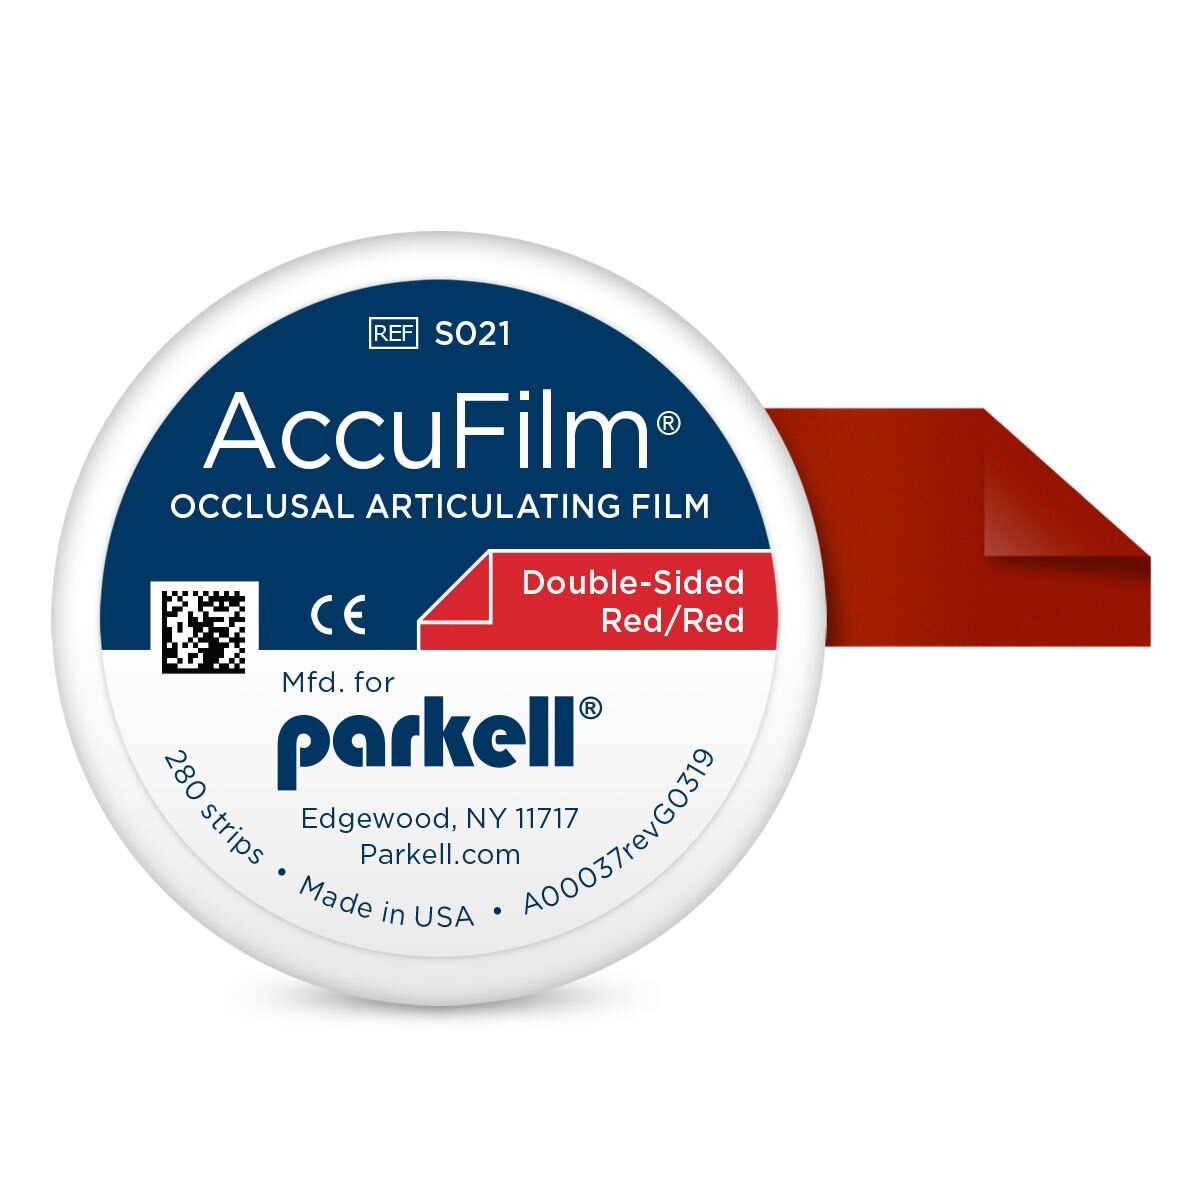 REF S021
AccuFilm®
OCCLUSAL ARTICULATING FILM
Double-Sided
Red/Red
CE
Mfd. for
parkell®
Edgewood, NY 11717
Parkell.com
280 strips • Made in USA • A00037revG0319